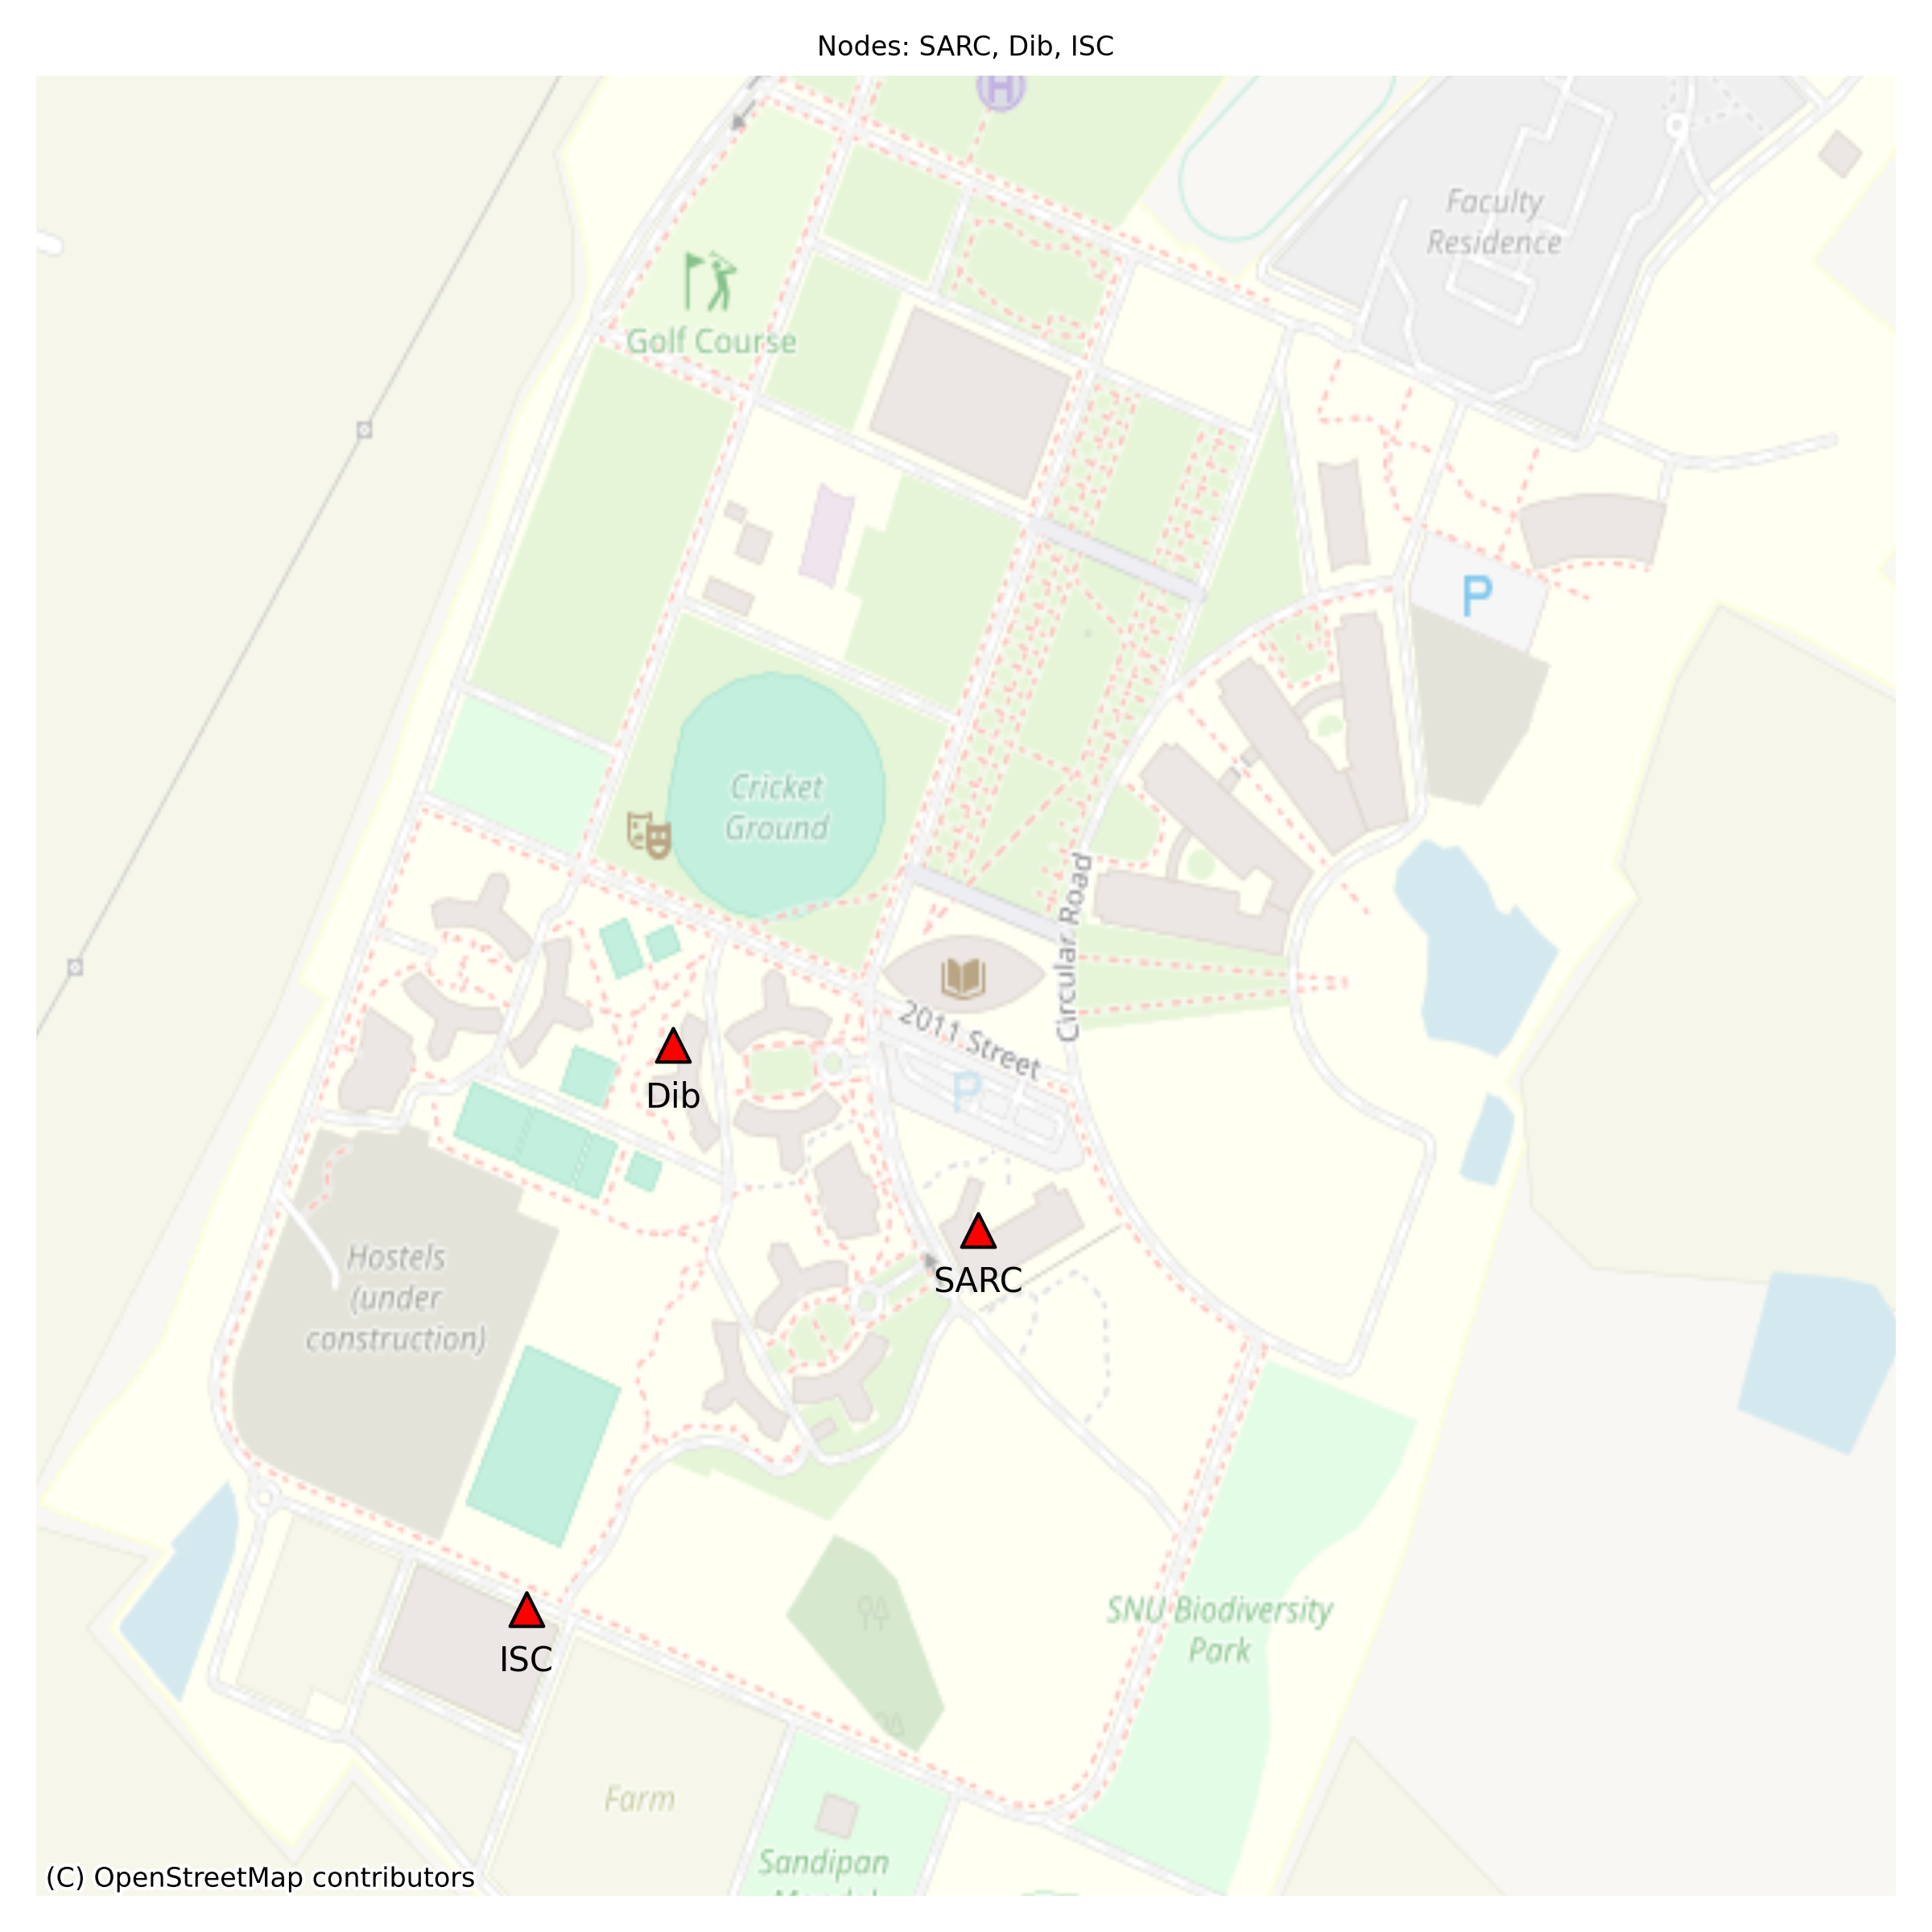 Nodes: SARC, Dib, ISC
H
Faculty
Residence
Golf Course
P
Cricket
Ground
Circular Road
2011 Street
P
Dib
SARC
Hostels
(under
construction)
ISC
SNU Biodiversity
Park
Farm
Sandipan
(C) OpenStreetMap contributors